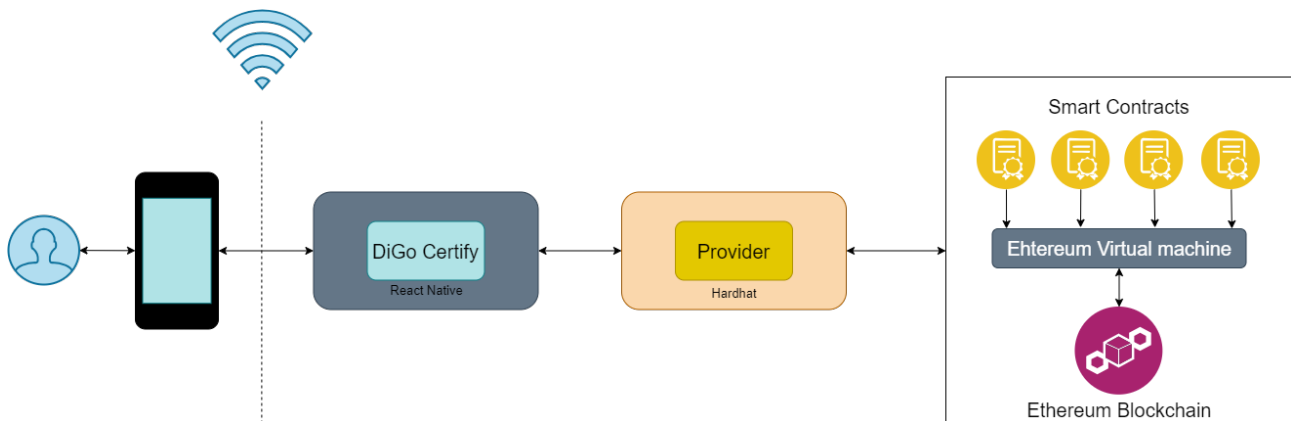 Smart Contracts
DiGo Certify
React Native
Provider
Hardhat
Ehtereum Virtual machine
Ethereum Blockchain